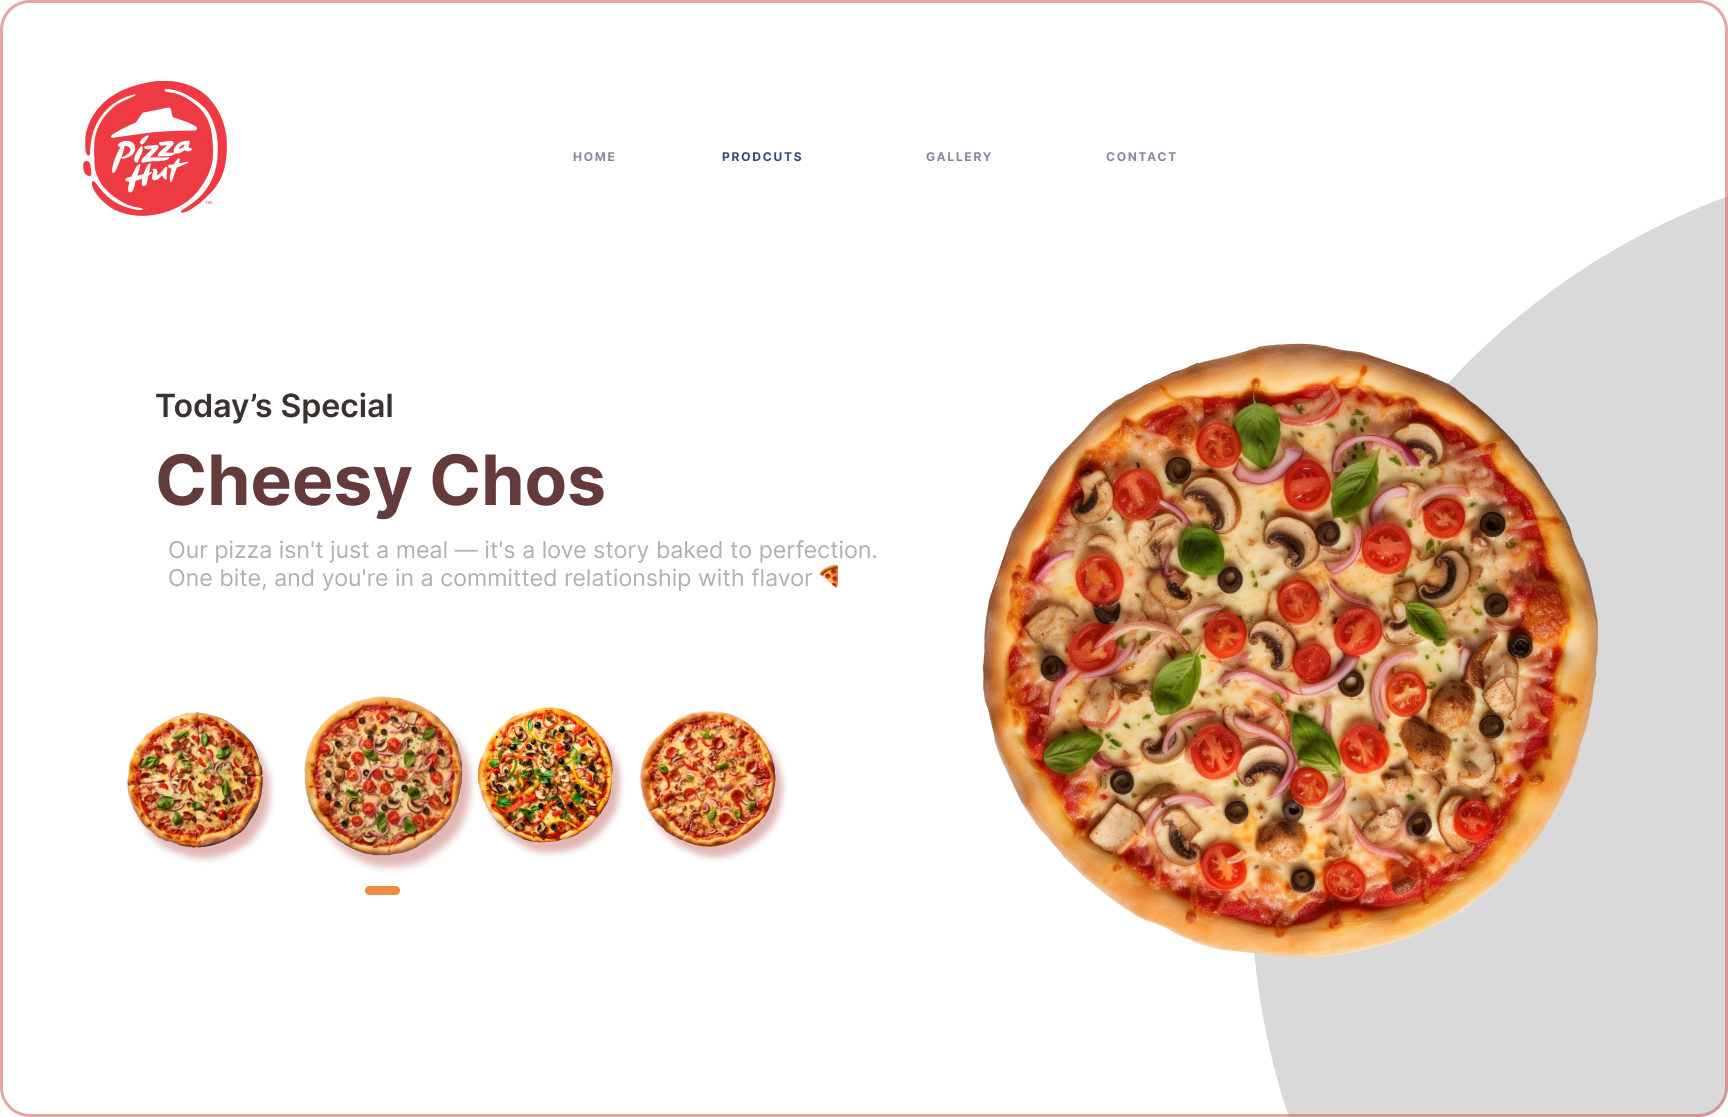 Pizza
Hut
™
HOME
PRODCUTS
GALLERY
CONTACT
Today’s Special
Cheesy Chos
Our pizza isn't just a meal — it's a love story baked to perfection.
One bite, and you're in a committed relationship with flavor 🍕